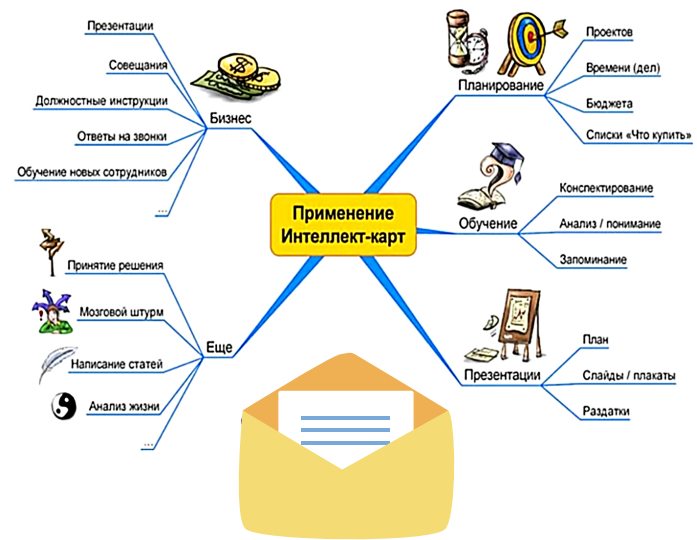 Применение
Интеллект-карт
Бизнес
Презентации
Совещания
Должностные инструкции
Ответы на звонки
Обучение новых сотрудников
...
Планирование
Проектов
Времени (дел)
Бюджета
Списки «Что купить»
Обучение
Конспектирование
Анализ / понимание
Запоминание
Презентации
План
Слайды / плакаты
Раздатки
Еще
Принятие решения
Мозговой штурм
Написание статей
Анализ жизни
...